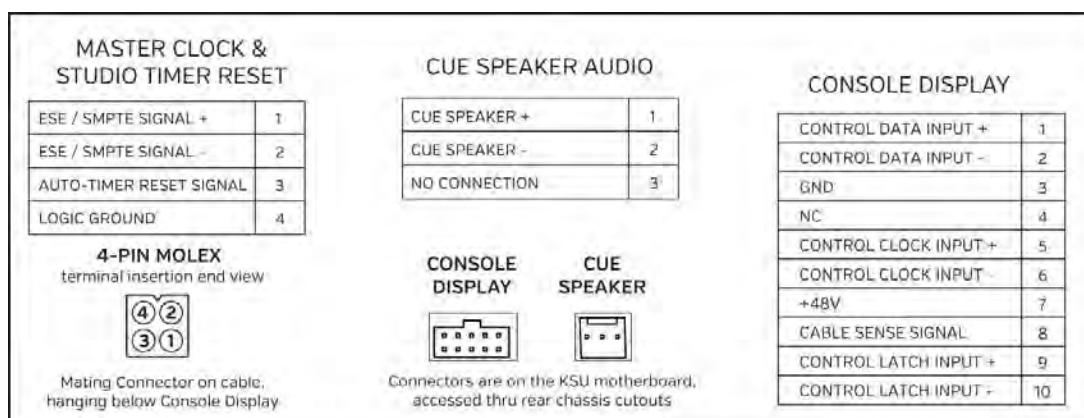 MASTER CLOCK &
STUDIO TIMER RESET
ESE / SMPTE SIGNAL + 1
ESE / SMPTE SIGNAL - 2
AUTO-TIMER RESET SIGNAL 3
LOGIC GROUND 4
4-PIN MOLEX
terminal insertion end view
4 2
3 1
Mating Connector on cable,
hanging below Console Display
CUE SPEAKER AUDIO
CUE SPEAKER + 1
CUE SPEAKER - 2
NO CONNECTION 3
CONSOLE
DISPLAY
CUE
SPEAKER
Connectors are on the KSU motherboard,
accessed thru rear chassis cutouts
CONSOLE DISPLAY
CONTROL DATA INPUT + 1
CONTROL DATA INPUT - 2
GND 3
NC 4
CONTROL CLOCK INPUT + 5
CONTROL CLOCK INPUT - 6
+48V 7
CABLE SENSE SIGNAL 8
CONTROL LATCH INPUT + 9
CONTROL LATCH INPUT - 10